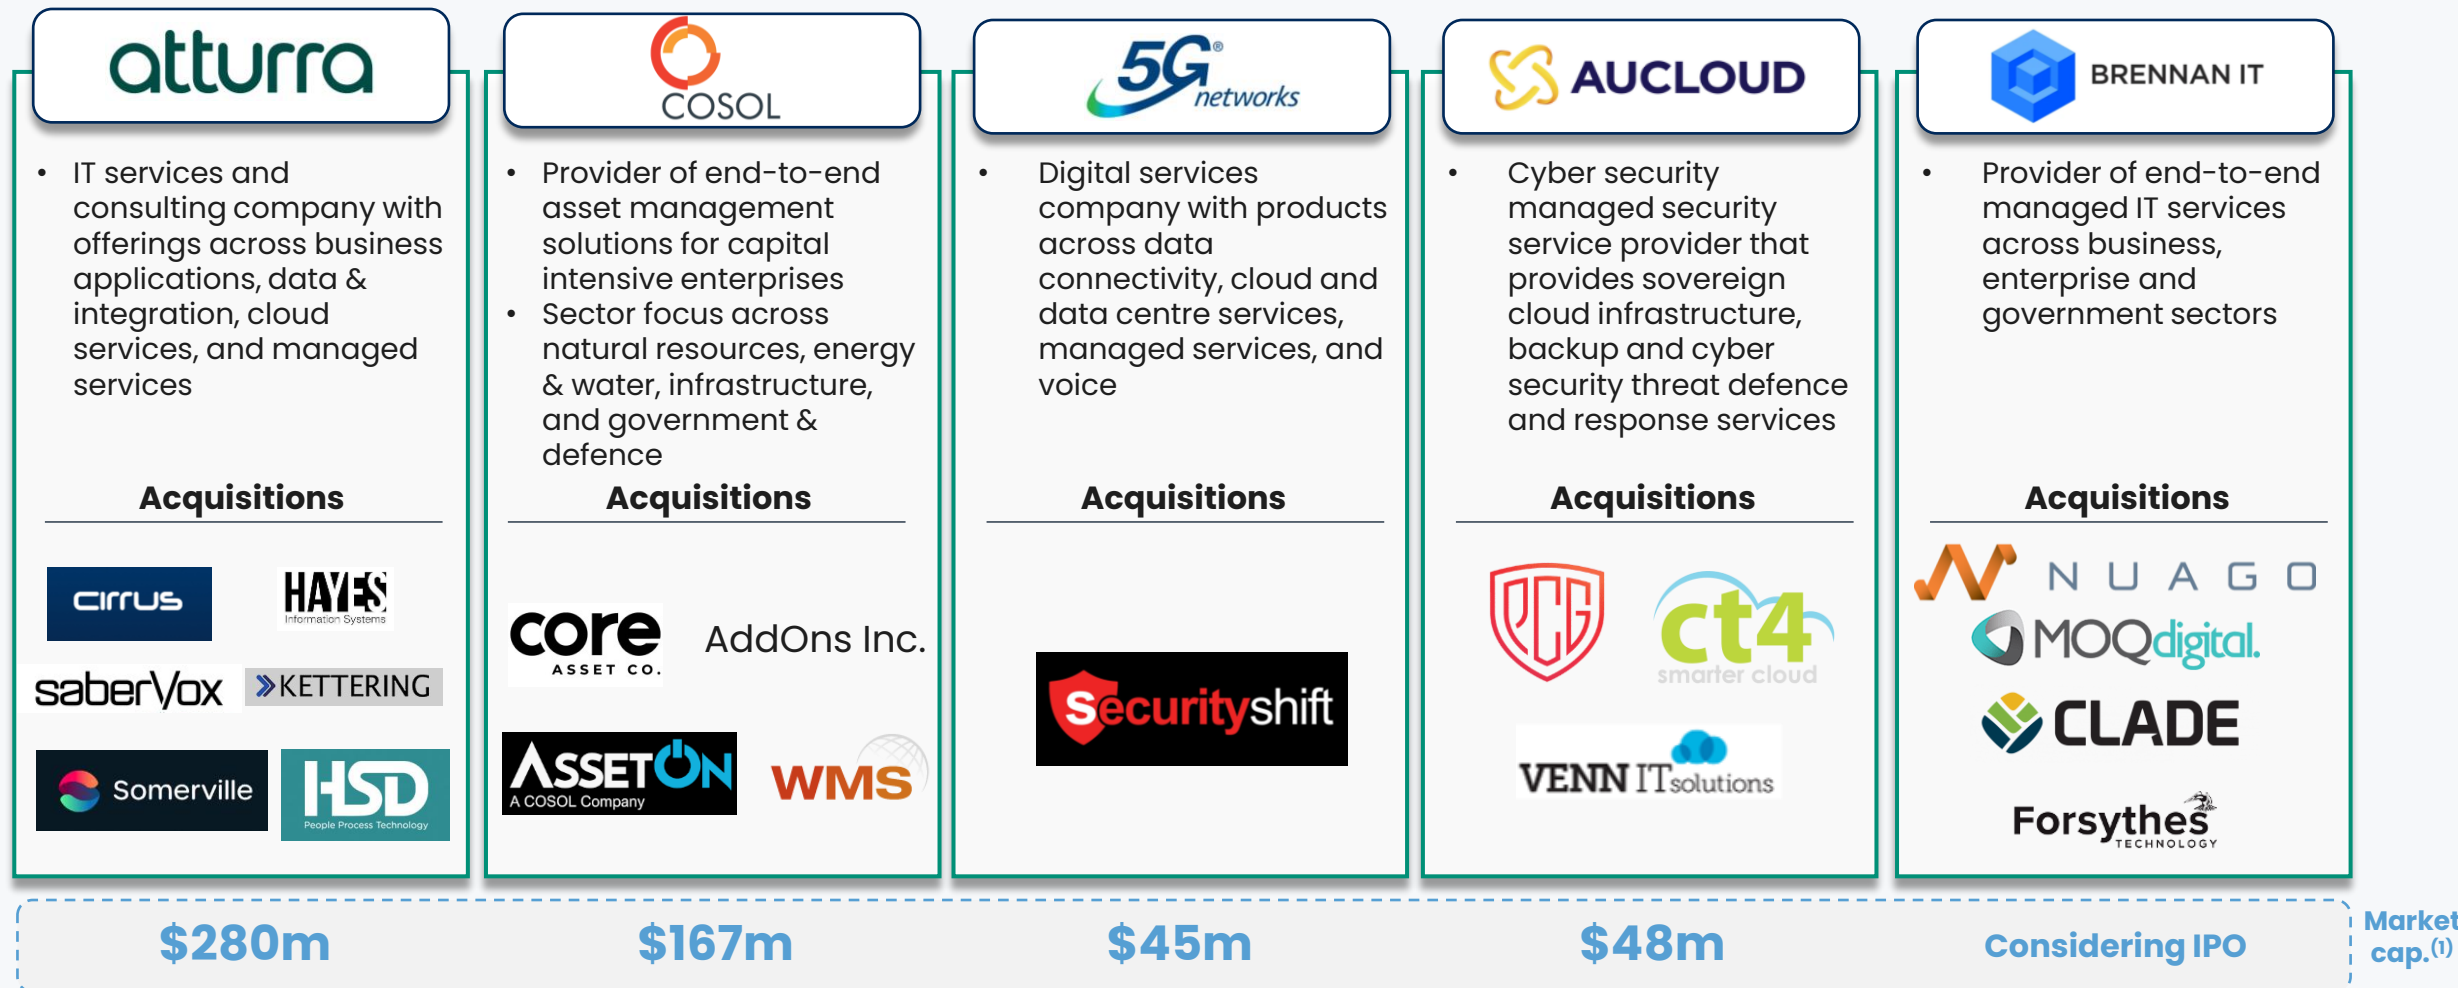 atturra
• IT services and
consulting company with
offerings across business
applications, data &
integration, cloud
services, and managed
services
Acquisitions
cirrus
HAYES
Information Systems
saberVox
KETTERING
Somerville
HSD
People Process Technology
$280m
COSOL
• Provider of end-to-end
asset management
solutions for capital
intensive enterprises
• Sector focus across
natural resources, energy
& water, infrastructure,
and government &
defence
Acquisitions
core
ASSET CO.
AddOns Inc.
ASSETON
A COSOL Company
WMS
$167m
5G®
networks
• Digital services
company with products
across data
connectivity, cloud and
data centre services,
managed services, and
voice
Acquisitions
Securityshift
$45m
AUCLOUD
• Cyber security
managed security
service provider that
provides sovereign
cloud infrastructure,
backup and cyber
security threat defence
and response services
Acquisitions
PCG
ct4
smarter cloud
VENN ITsolutions
$48m
BRENNAN IT
• Provider of end-to-end
managed IT services
across business,
enterprise and
government sectors
Acquisitions
NUAGO
MOQdigital.
CLADE
Forsythes
TECHNOLOGY
Considering IPO
Market
cap.(1)